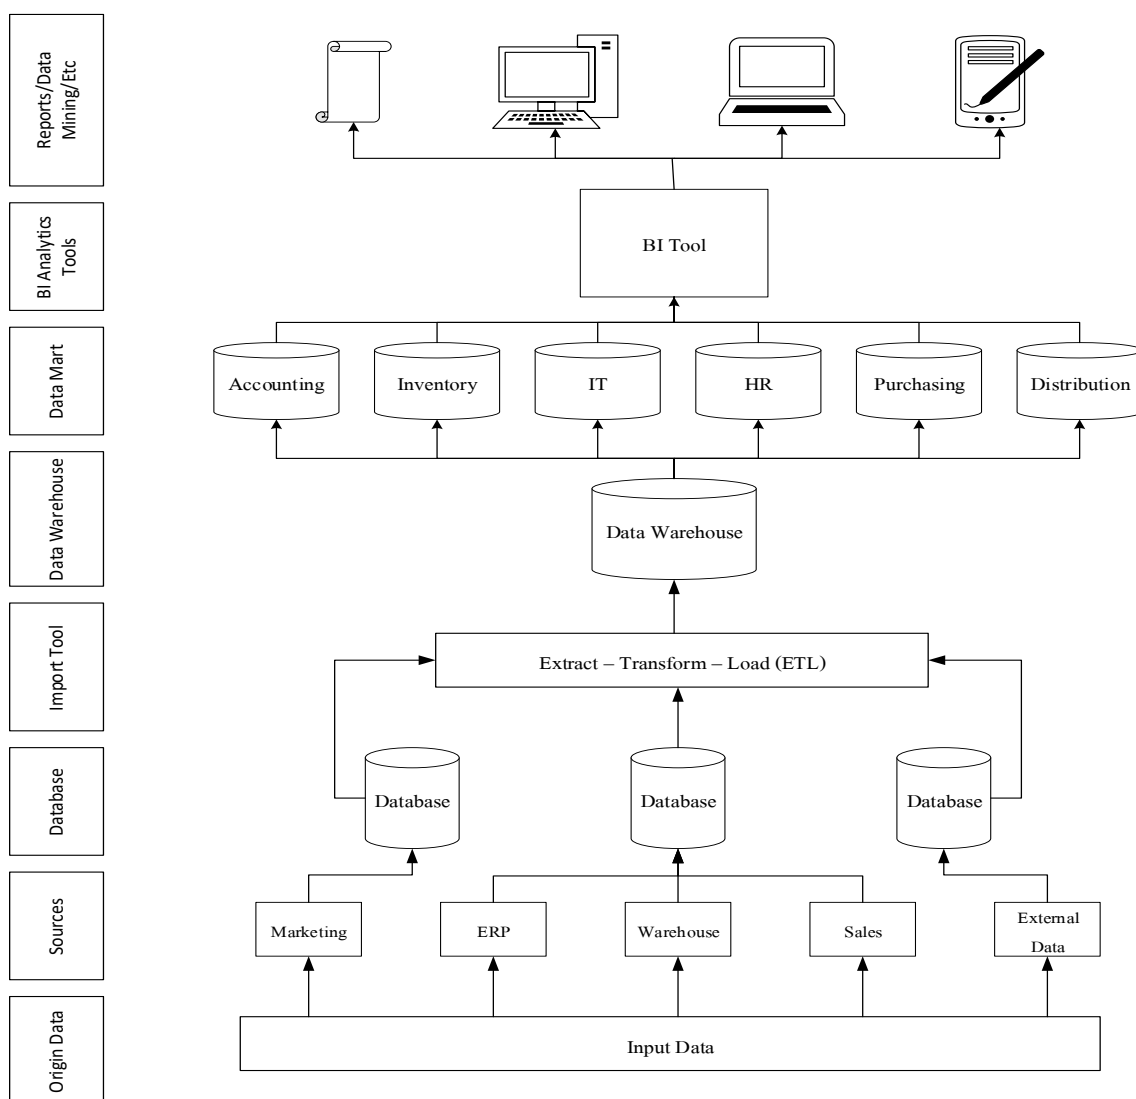 Reports/Data
Mining/Etc
BI Analytics
Tools
BI Tool
Data Mart
Accounting
Inventory
IT
HR
Purchasing
Distribution
Data Warehouse
Data Warehouse
Import Tool
Extract – Transform – Load (ETL)
Database
Database
Database
Database
Sources
Marketing
ERP
Warehouse
Sales
External
Data
Origin Data
Input Data